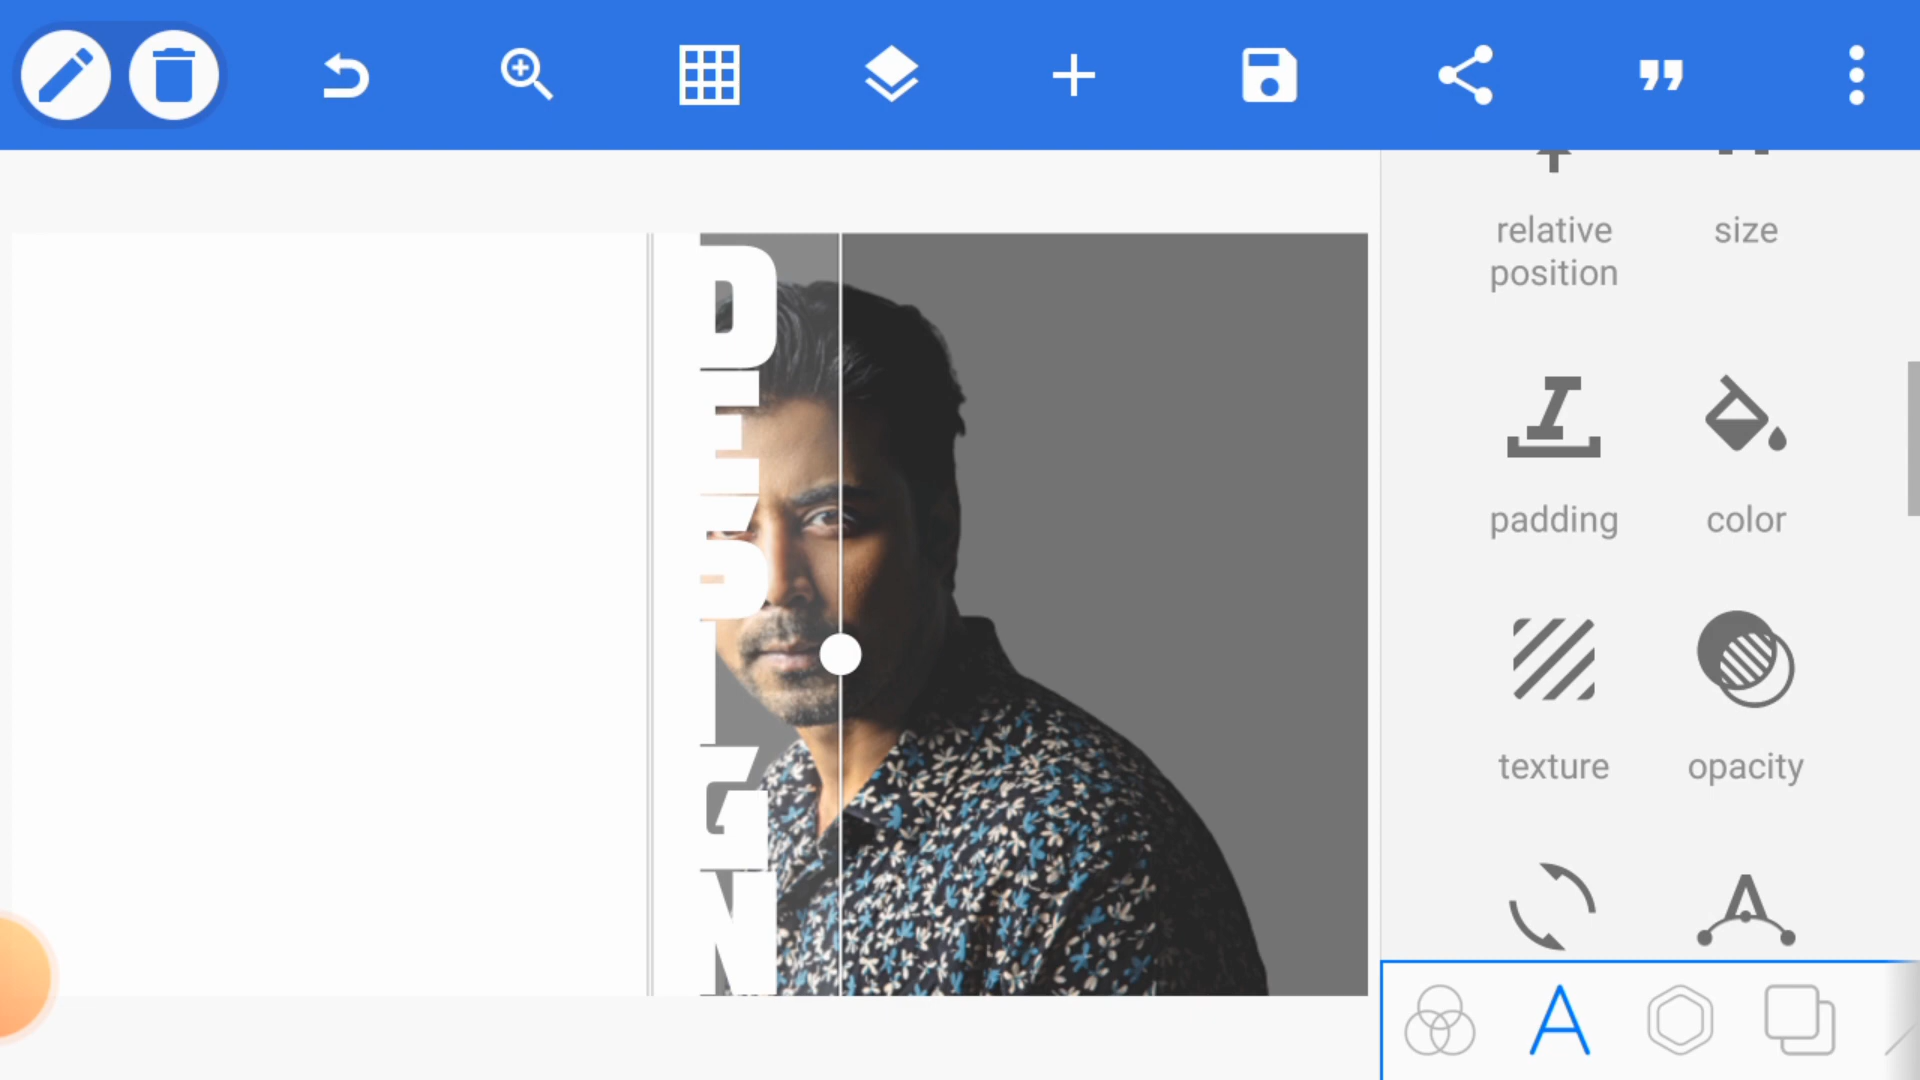 relative
position
size
padding
color
texture
opacity
D
E
S
I
G
N